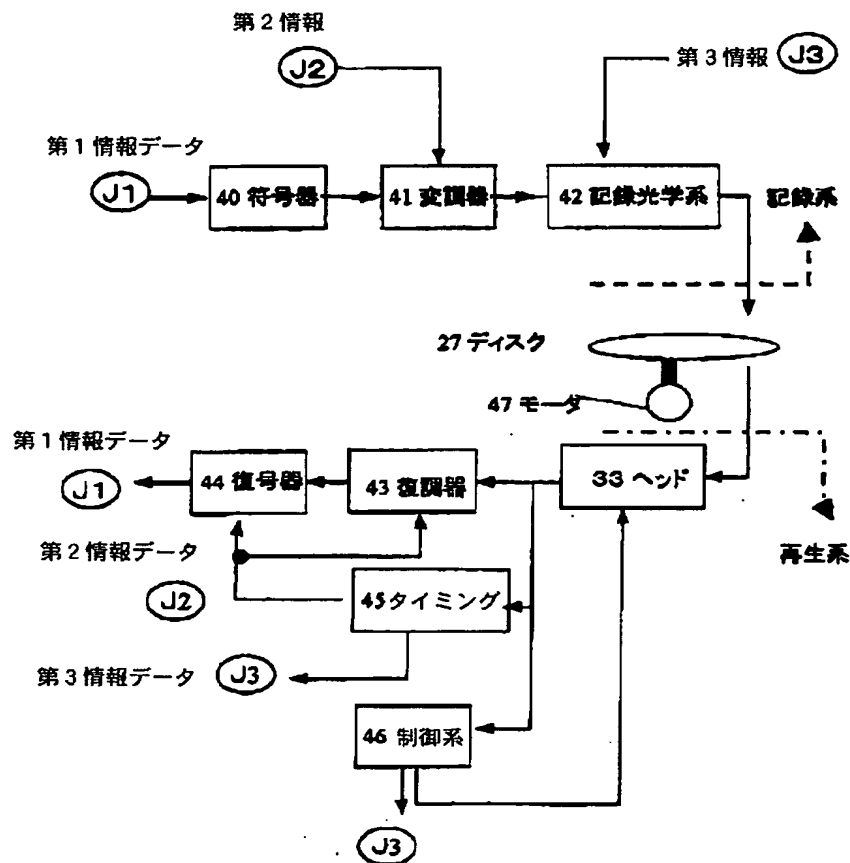 第2情報
J2
第3情報 J3
第1情報データ
J1
40 符号器
41 変調器
42 記録光学系
記録系
27 ディスク
47 モータ
第1情報データ
J1
44 復号器
43 復調器
33 ヘッド
第2情報データ
J2
45タイミング
再生系
第3情報データ
J3
46 制御系
J3